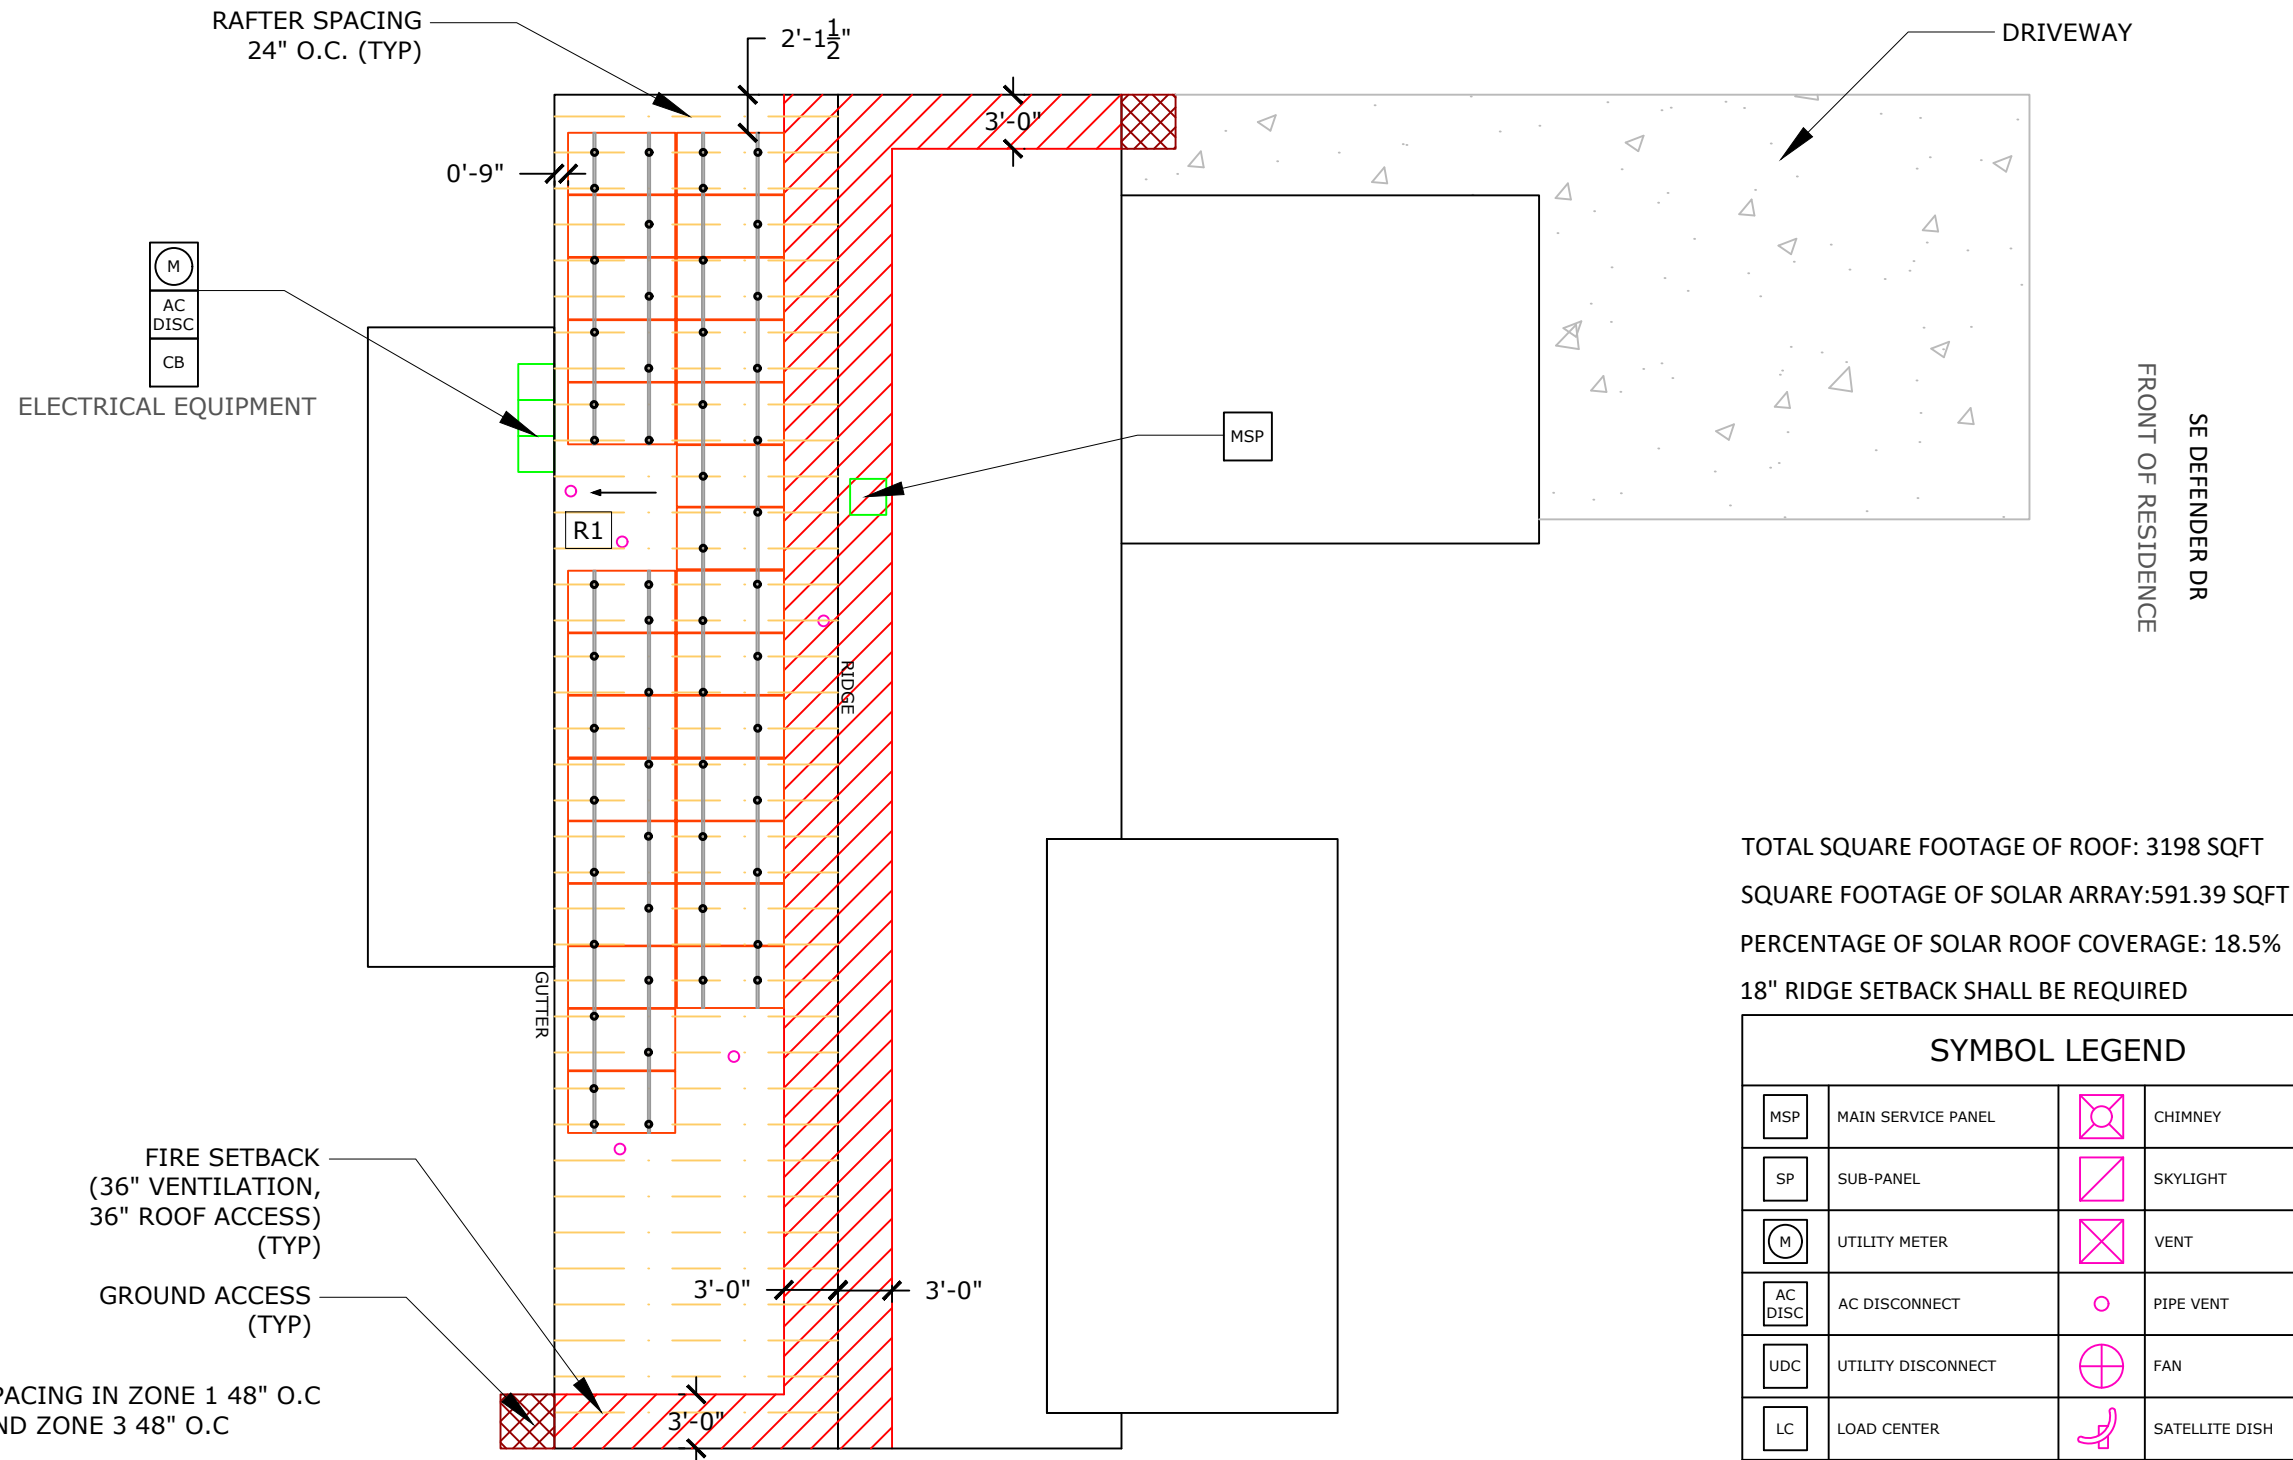 RAFTER SPACING
24" O.C. (TYP)
2'-1 1/2"
DRIVEWAY
3'-0"
0'-9"
M
AC
DISC
CB
ELECTRICAL EQUIPMENT
MSP
R1
RIDGE
GUTTER
FRONT OF RESIDENCE
SE DEFENDER DR
FIRE SETBACK
(36" VENTILATION,
36" ROOF ACCESS)
(TYP)
GROUND ACCESS
(TYP)
3'-0"
3'-0"
3'-0"
PACING IN ZONE 1 48" O.C
ND ZONE 3 48" O.C
TOTAL SQUARE FOOTAGE OF ROOF: 3198 SQFT
SQUARE FOOTAGE OF SOLAR ARRAY:591.39 SQFT
PERCENTAGE OF SOLAR ROOF COVERAGE: 18.5%
18" RIDGE SETBACK SHALL BE REQUIRED
SYMBOL LEGEND
MSP MAIN SERVICE PANEL CHIMNEY
SP SUB-PANEL SKYLIGHT
M UTILITY METER VENT
AC
DISC AC DISCONNECT PIPE VENT
UDC UTILITY DISCONNECT FAN
LC LOAD CENTER SATELLITE DISH